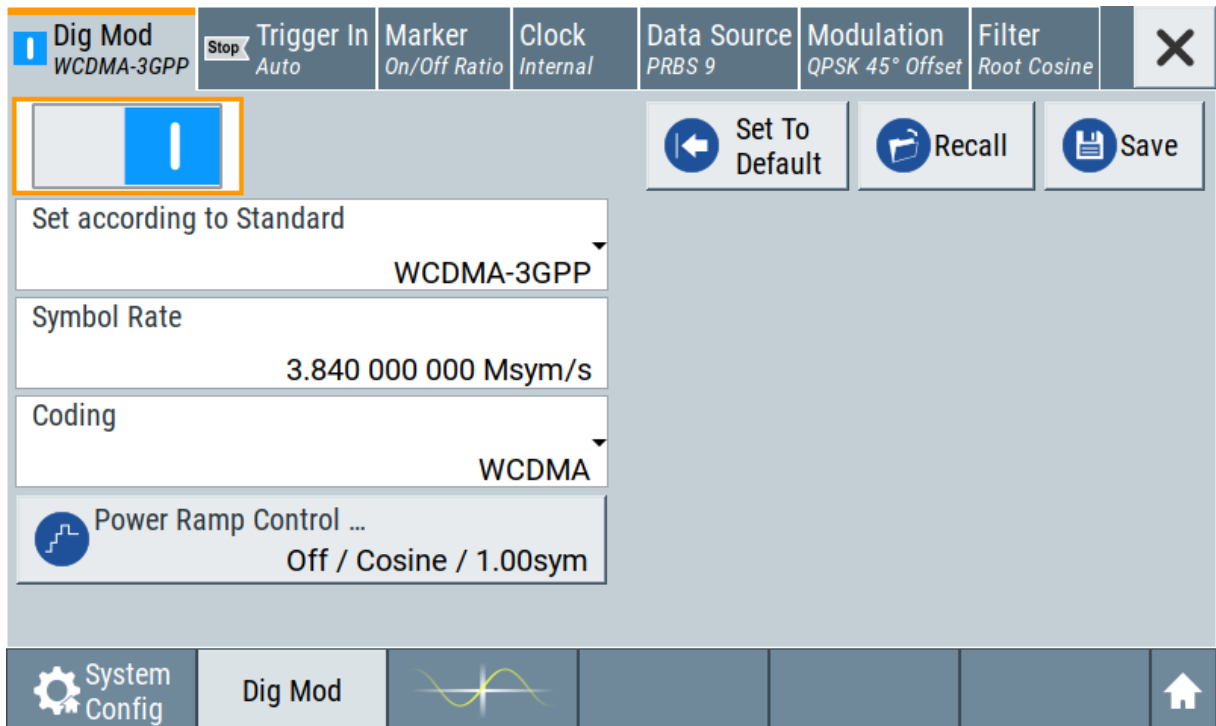 Dig Mod
WCDMA-3GPP
Stop
Trigger In
Auto
Marker
On/Off Ratio
Clock
Internal
Data Source
PRBS 9
Modulation
QPSK 45° Offset
Filter
Root Cosine
Set To
Default
Recall
Save
Set according to Standard
WCDMA-3GPP
Symbol Rate
3.840 000 000 Msym/s
Coding
WCDMA
Power Ramp Control ...
Off / Cosine / 1.00sym
System
Config
Dig Mod